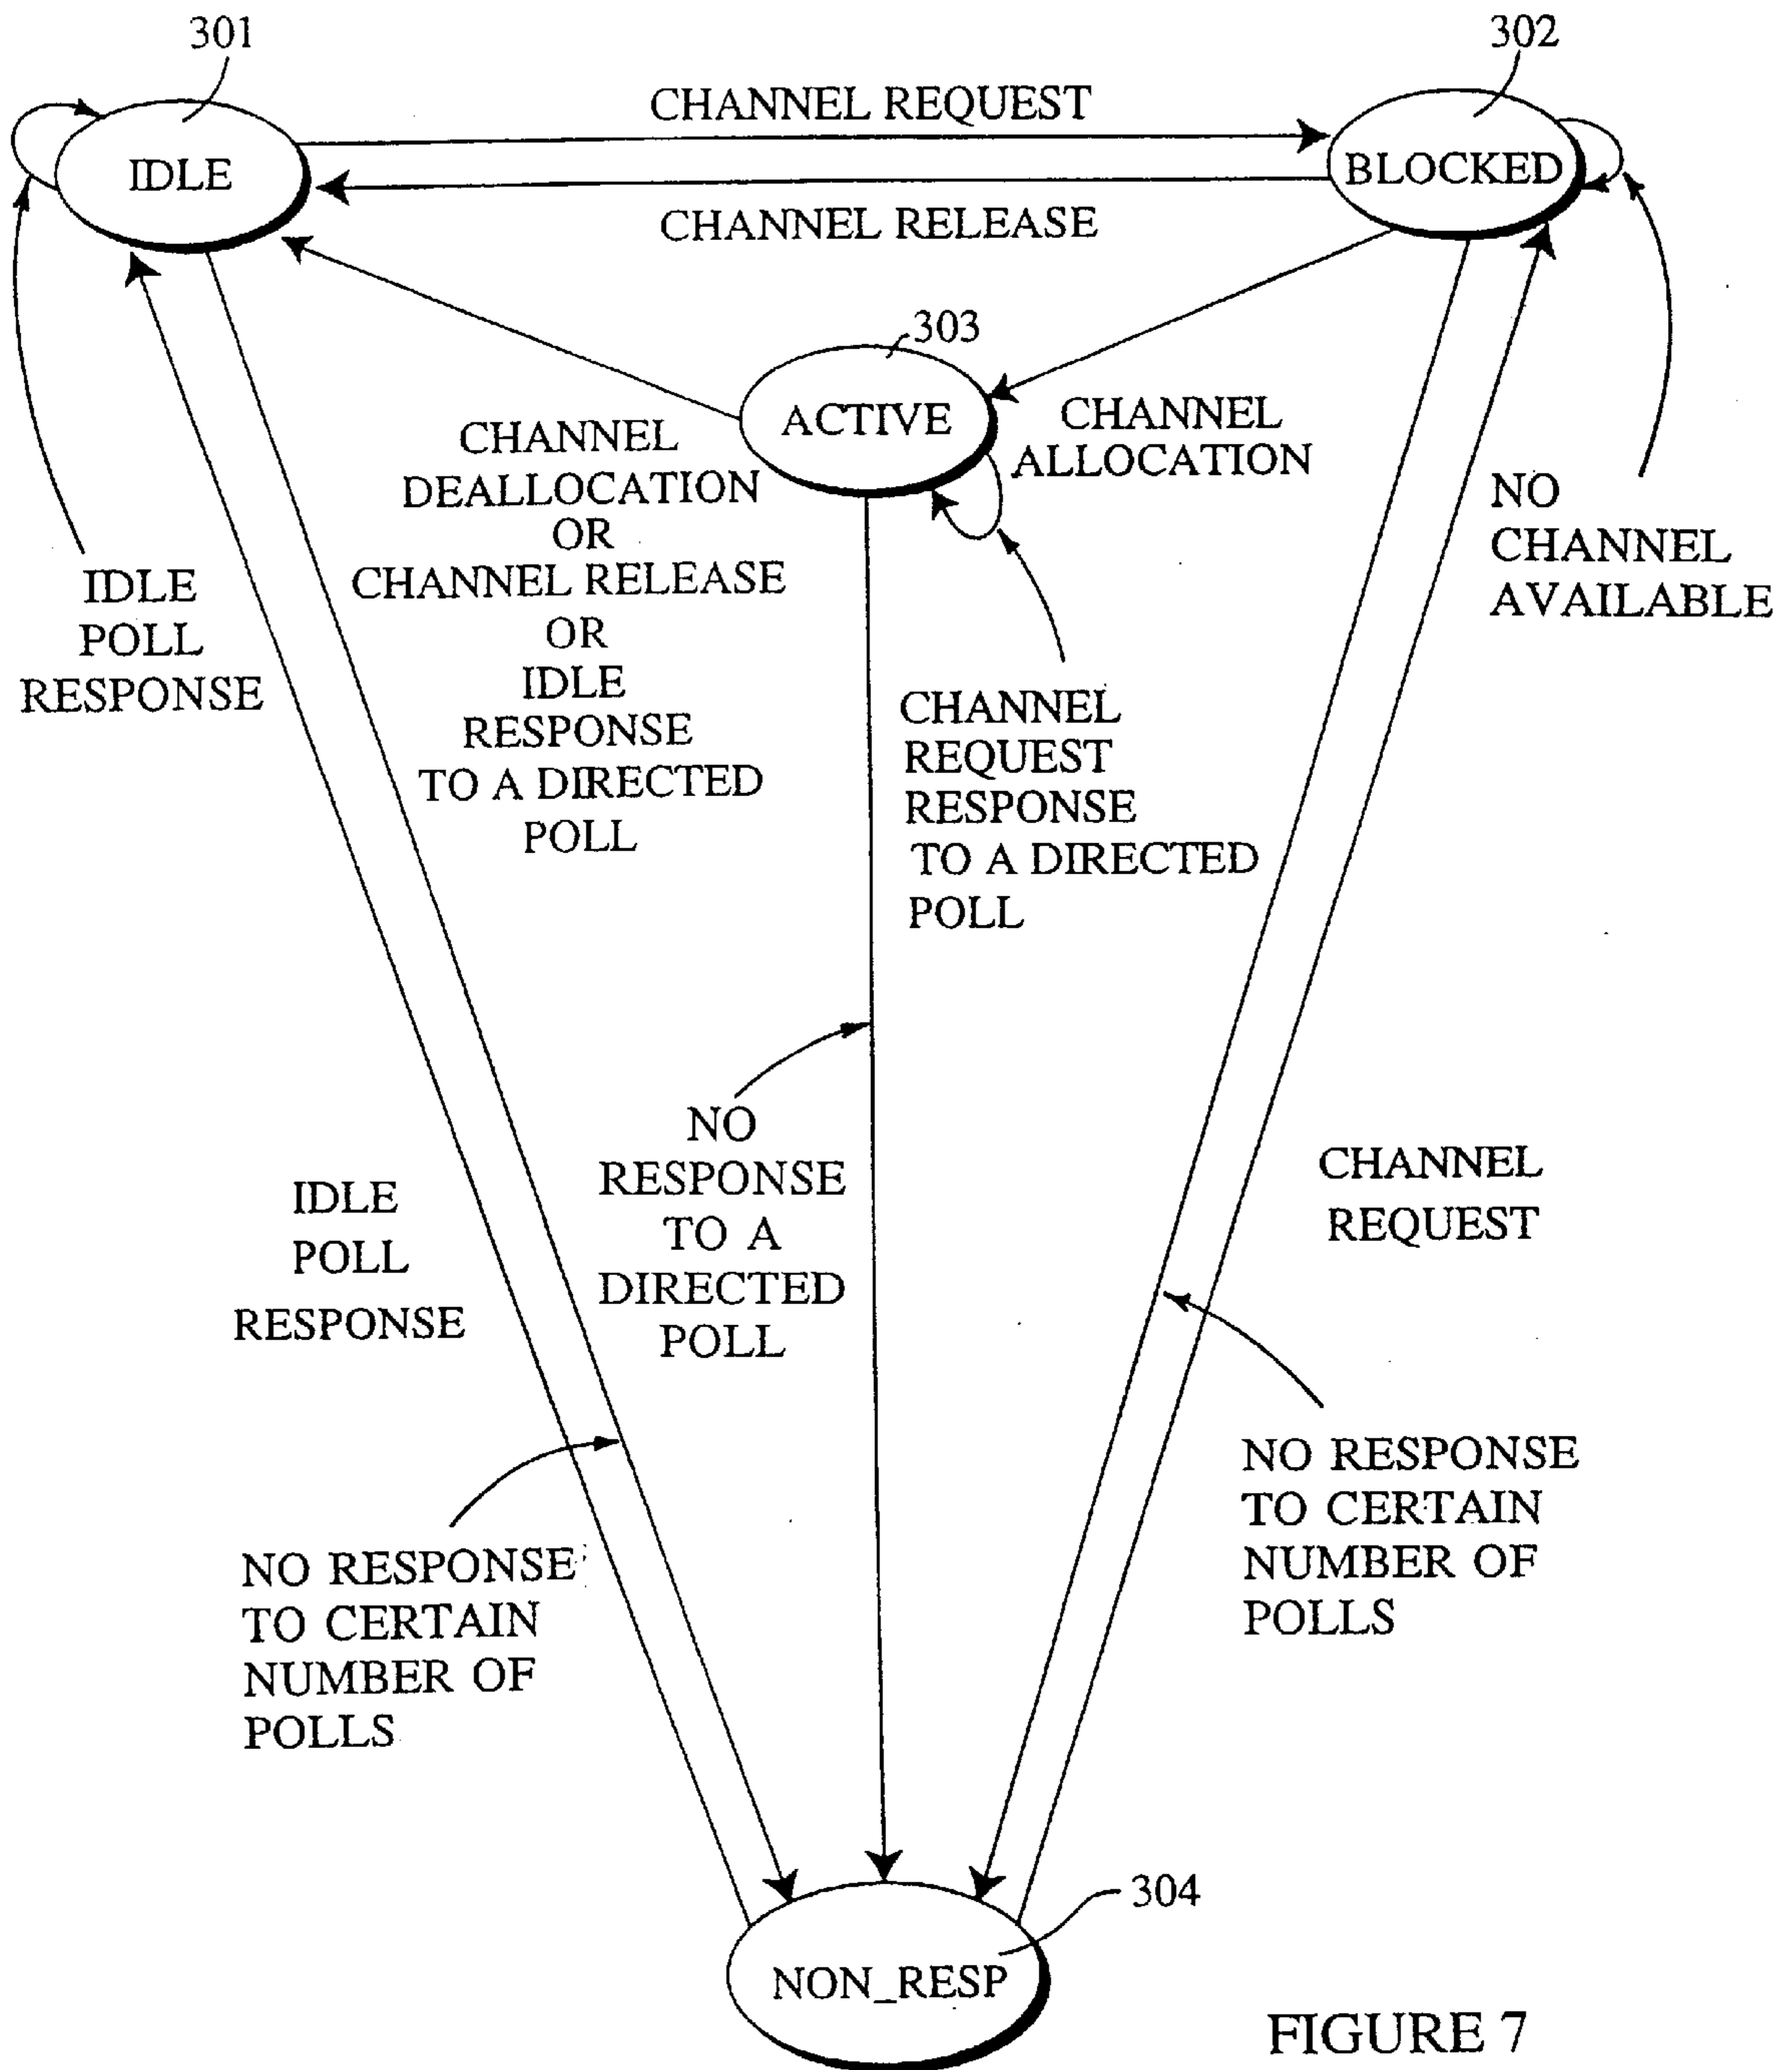 301
302
CHANNEL REQUEST
IDLE
BLOCKED
CHANNEL RELEASE
303
ACTIVE
CHANNEL
ALLOCATION
CHANNEL
DEALLOCATION
OR
CHANNEL RELEASE
OR
IDLE
RESPONSE
TO A DIRECTED
POLL
NO
CHANNEL
AVAILABLE
IDLE
POLL
RESPONSE
CHANNEL
REQUEST
RESPONSE
TO A DIRECTED
POLL
NO
RESPONSE
TO A
DIRECTED
POLL
CHANNEL
REQUEST
IDLE
POLL
RESPONSE
NO RESPONSE
TO CERTAIN
NUMBER OF
POLLS
NO RESPONSE
TO CERTAIN
NUMBER OF
POLLS
304
NON_RESP
FIGURE 7